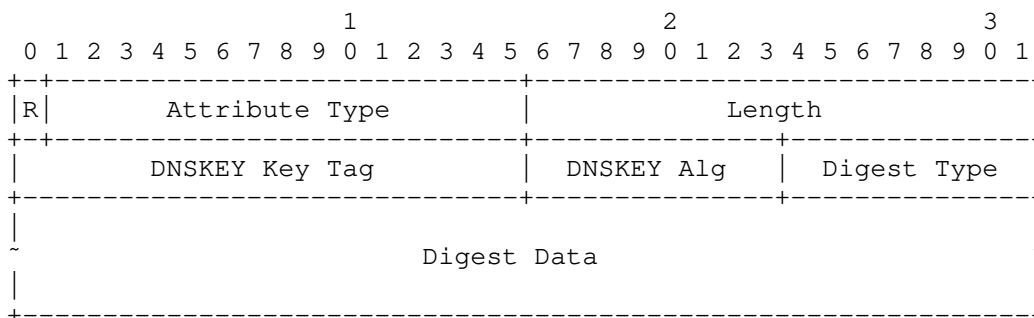 1                   2                   3
 0 1 2 3 4 5 6 7 8 9 0 1 2 3 4 5 6 7 8 9 0 1 2 3 4 5 6 7 8 9 0 1
+-+-----------------------------+-------------------------------
|R|       Attribute Type        |            Length
+-+-----------------------------+---------------+---------------
|        DNSKEY Key Tag         |  DNSKEY Alg   |  Digest Type
+-------------------------------+---------------+---------------
|
~                         Digest Data
|
+---------------------------------------------------------------